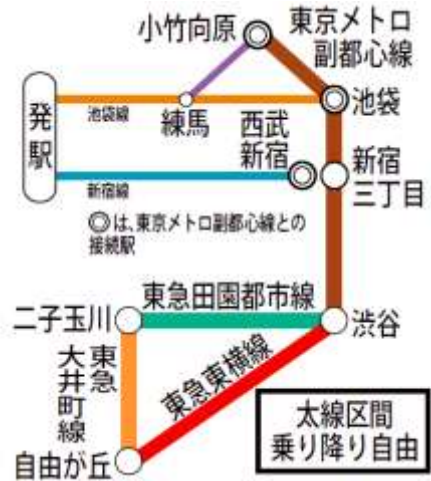 小竹向原
東京メトロ
副都心線
発駅
池袋線
練馬
池袋
西武
新宿
新宿
三丁目
新宿線
◎は、東京メトロ副都心線との
接続駅
東急田園都市線
二子玉川
渋谷
東急
大井町線
東急東横線
自由が丘
太線区間
乗り降り自由